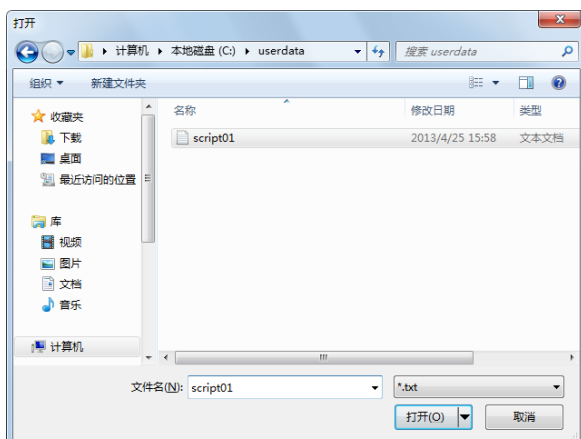 打开
计算机 本地磁盘 (C:) userdata 搜索 userdata
组织 新建文件夹
名称 修改日期 类型
script01 2013/4/25 15:58 文本文档
收藏夹
下载
桌面
最近访问的位置
库
视频
图片
文档
音乐
计算机
文件名(N): script01 *.txt
打开(O) 取消